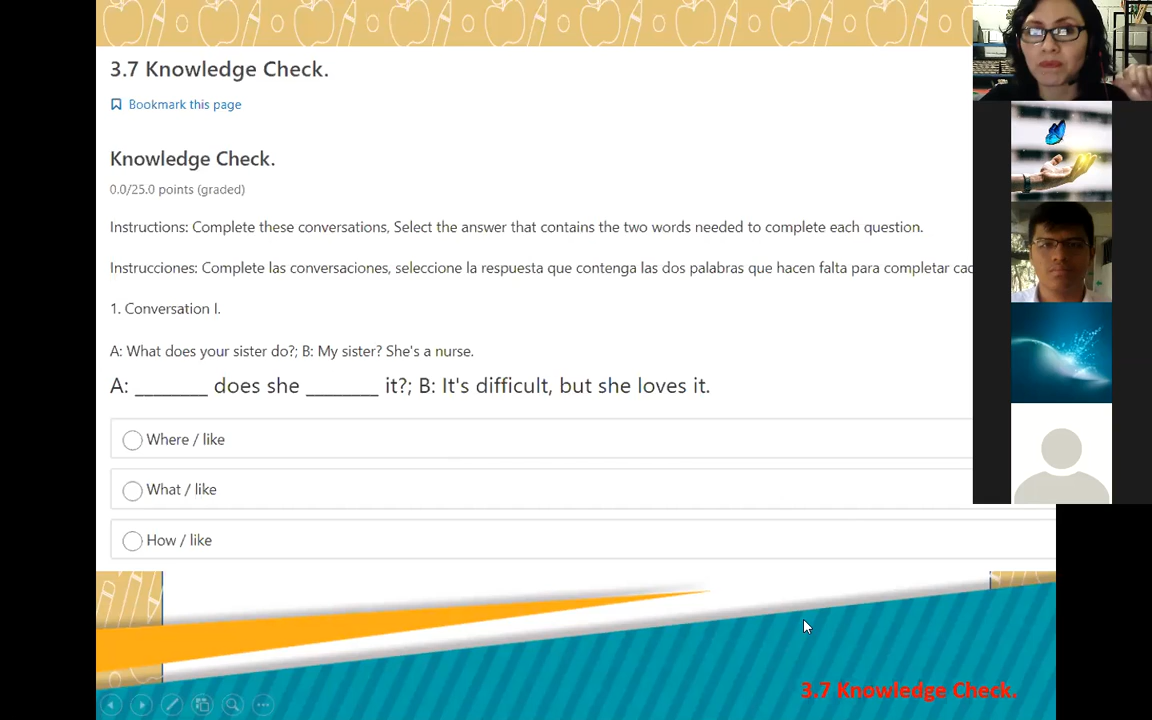 3.7 Knowledge Check.
Bookmark this page
Knowledge Check.
0.0/25.0 points (graded)
Instructions: Complete these conversations, Select the answer that contains the two words needed to complete each question.
Instrucciones: Complete las conversaciones, seleccione la respuesta que contenga las dos palabras que hacen falta para completar
1. Conversation I.
A: What does your sister do?; B: My sister? She's a nurse.
A: ________ does she ________ it?; B: It's difficult, but she loves it.
Where / like
What / like
How / like
3.7 Knowledge Check.